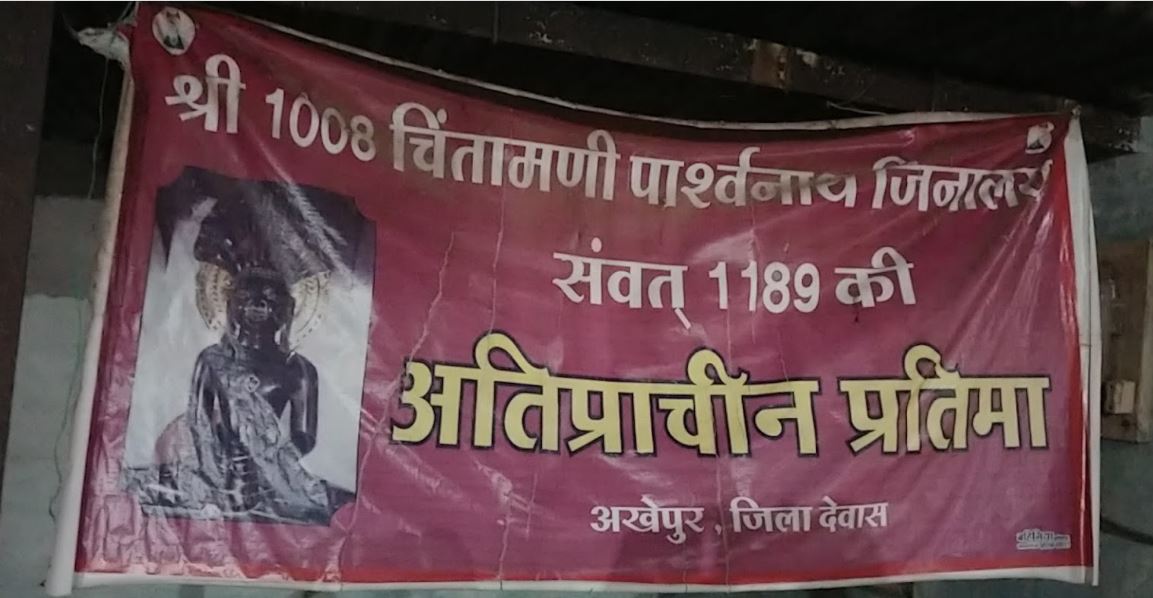 श्री 1008 चिंतामणी पार्श्वनाथ जिनालय
संवत् 1189 की
अतिप्राचीन प्रतिमा
अखेपुर , जिला देवास